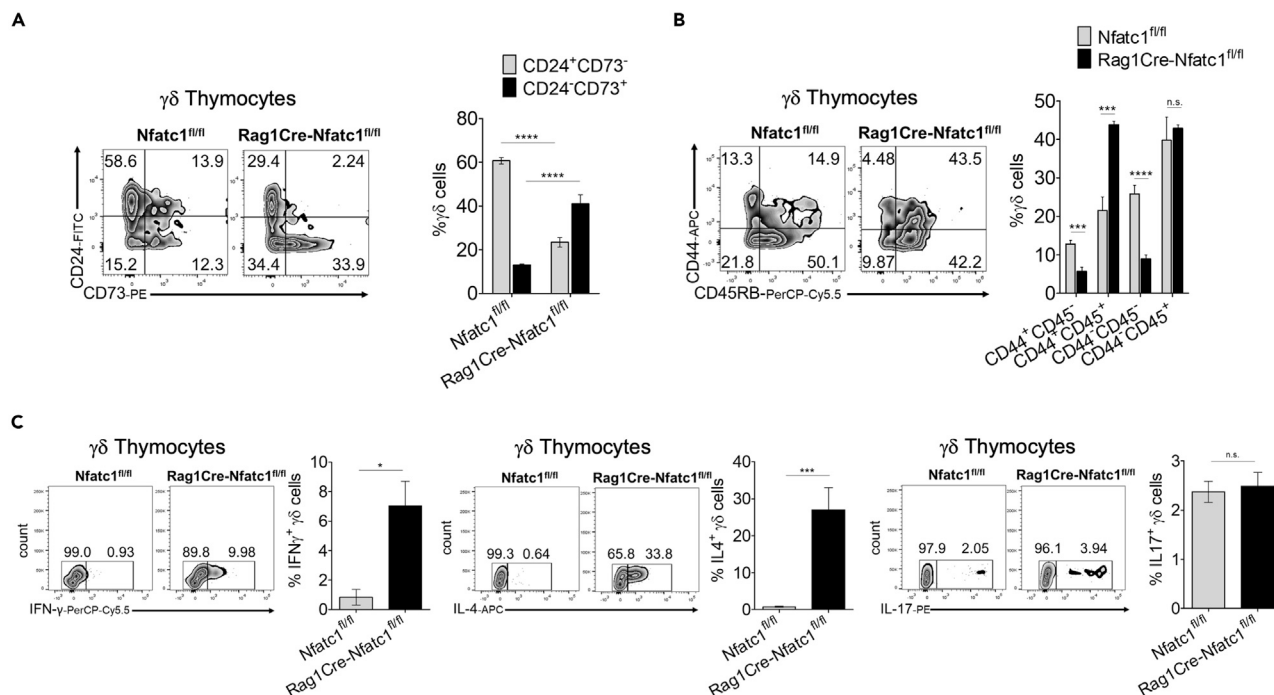 A
γδ Thymocytes
Nfatc1fl/fl
Rag1Cre-Nfatc1fl/fl
58.6
13.9
29.4
2.24
15.2
12.3
34.4
33.9
CD24-FITC
CD73-PE
CD24+CD73-
CD24-CD73+
80
60
40
20
0
%γδ cells
****
****
Nfatc1fl/fl
Rag1Cre-Nfatc1fl/fl
B
γδ Thymocytes
Nfatc1fl/fl
Rag1Cre-Nfatc1fl/fl
13.3
14.9
4.48
43.5
21.8
50.1
9.87
42.2
CD44-APC
CD45RB-PerCP-Cy5.5
Nfatc1fl/fl
Rag1Cre-Nfatc1fl/fl
50
40
30
20
10
0
%γδ cells
***
***
****
n.s.
CD44+CD45-
CD44+CD45+
CD44-CD45-
CD44-CD45+
C
γδ Thymocytes
Nfatc1fl/fl
Rag1Cre-Nfatc1fl/fl
count
99.0
0.93
89.8
9.98
IFN-γ-PerCP-Cy5.5
10
8
6
4
2
0
% IFNγ+ γδ cells
*
Nfatc1fl/fl
Rag1Cre-Nfatc1fl/fl
γδ Thymocytes
Nfatc1fl/fl
Rag1Cre-Nfatc1fl/fl
count
99.3
0.64
65.8
33.8
IL-4-APC
40
30
20
10
0
% IL4+ γδ cells
***
Nfatc1fl/fl
Rag1Cre-Nfatc1fl/fl
γδ Thymocytes
Nfatc1fl/fl
Rag1Cre-Nfatc1fl/fl
count
97.9
2.05
96.1
3.94
IL-17-PE
3
2
1
0
% IL17+ γδ cells
n.s.
Nfatc1fl/fl
Rag1Cre-Nfatc1fl/fl